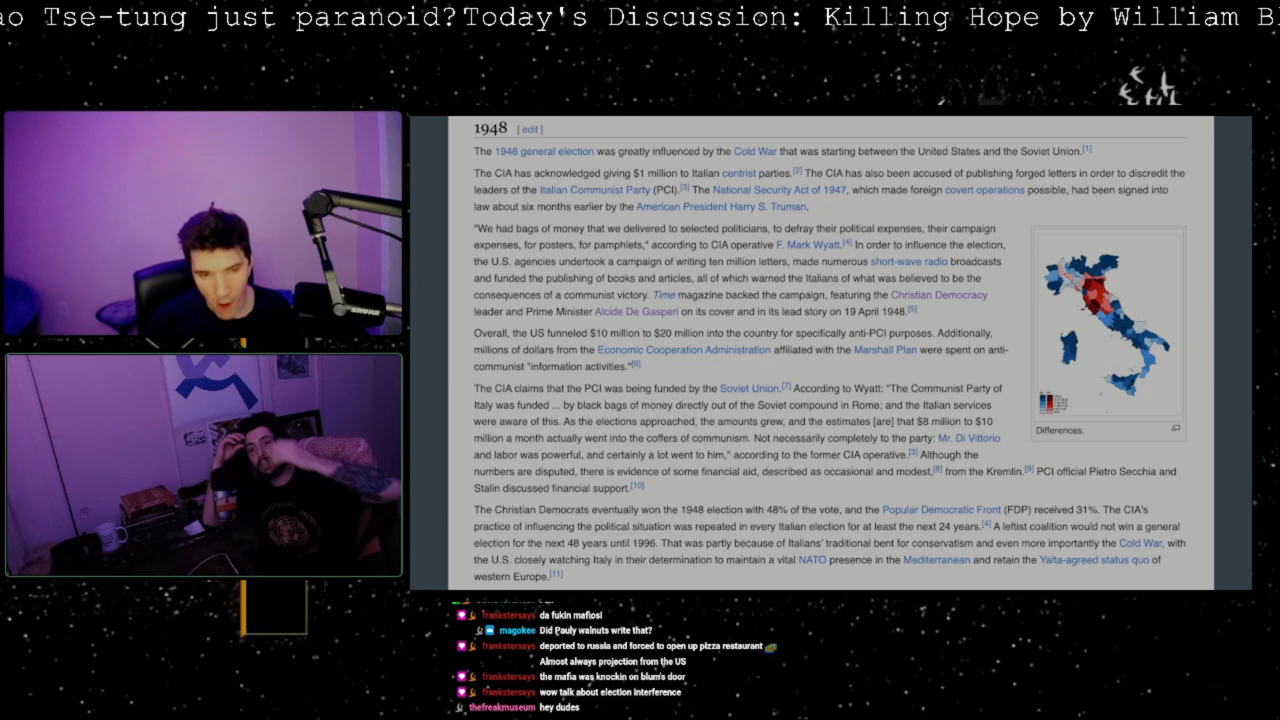 ao Tse-tung just paranoid?Today's Discussion: Killing Hope by William B
1948 [ edit ]
The 1948 general election was greatly influenced by the Cold War that was starting between the United States and the Soviet Union.[1]
The CIA has acknowledged giving $1 million to Italian centrist parties.[2] The CIA has also been accused of publishing forged letters in order to discredit the
leaders of the Italian Communist Party (PCI).[3] The National Security Act of 1947, which made foreign covert operations possible, had been signed into
law about six months earlier by the American President Harry S. Truman.
"We had bags of money that we delivered to selected politicians, to defray their political expenses, their campaign
expenses, for posters, for pamphlets," according to CIA operative F. Mark Wyatt.[4] In order to influence the election,
the U.S. agencies undertook a campaign of writing ten million letters, made numerous short-wave radio broadcasts
and funded the publishing of books and articles, all of which warned the Italians of what was believed to be the
consequences of a communist victory. Time magazine backed the campaign, featuring the Christian Democracy
leader and Prime Minister Alcide De Gasperi on its cover and in its lead story on 19 April 1948.[5]
Overall, the US funneled $10 million to $20 million into the country for specifically anti-PCI purposes. Additionally,
millions of dollars from the Economic Cooperation Administration affiliated with the Marshall Plan were spent on anti-
communist "information activities."[6]
The CIA claims that the PCI was being funded by the Soviet Union.[7] According to Wyatt: "The Communist Party of
Italy was funded ... by black bags of money directly out of the Soviet compound in Rome; and the Italian services
were aware of this. As the elections approached, the amounts grew, and the estimates [are] that $8 million to $10
million a month actually went into the coffers of communism. Not necessarily completely to the party: Mr. Di Vittorio
and labor was powerful, and certainly a lot went to him," according to the former CIA operative.[3] Although the
numbers are disputed, there is evidence of some financial aid, described as occasional and modest,[8] from the Kremlin.[9] PCI official Pietro Secchia and
Stalin discussed financial support.[10]
Differences.
The Christian Democrats eventually won the 1948 election with 48% of the vote, and the Popular Democratic Front (FDP) received 31%. The CIA's
practice of influencing the political situation was repeated in every Italian election for at least the next 24 years.[4] A leftist coalition would not win a general
election for the next 48 years until 1996. That was partly because of Italians' traditional bent for conservatism and even more importantly the Cold War, with
the U.S. closely watching Italy in their determination to maintain a vital NATO presence in the Mediterranean and retain the Yalta-agreed status quo of
western Europe.[11]
SHURE
frankstersays da fukin mafiosi
magokee Did Pauly walnuts write that?
frankstersays deported to russia and forced to open up pizza restaurant
Almost always projection from the US
frankstersays the mafia was knockin on blum's door
frankstersays wow talk about election interference
thefreakmuseum hey dudes